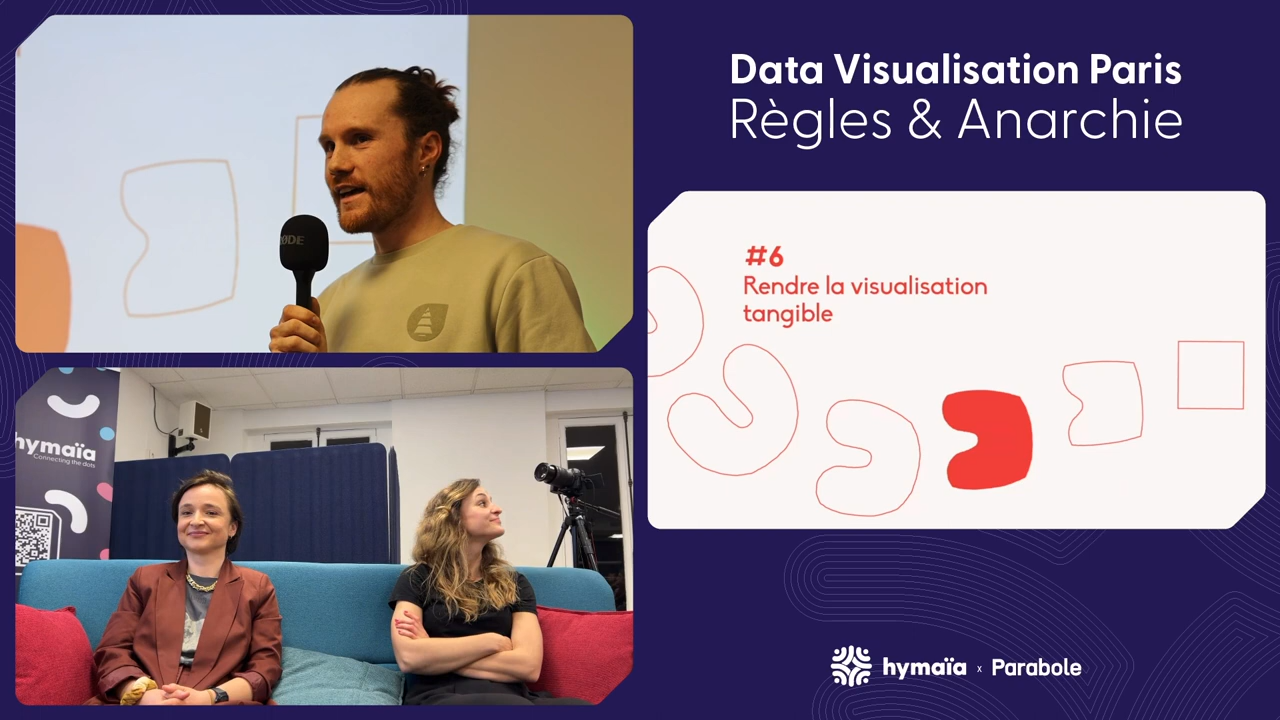 Data Visualisation Paris
Règles & Anarchie
RØDE
#6
Rendre la visualisation
tangible
hymaïa
Connecting the dots
hymaïa x Parabole